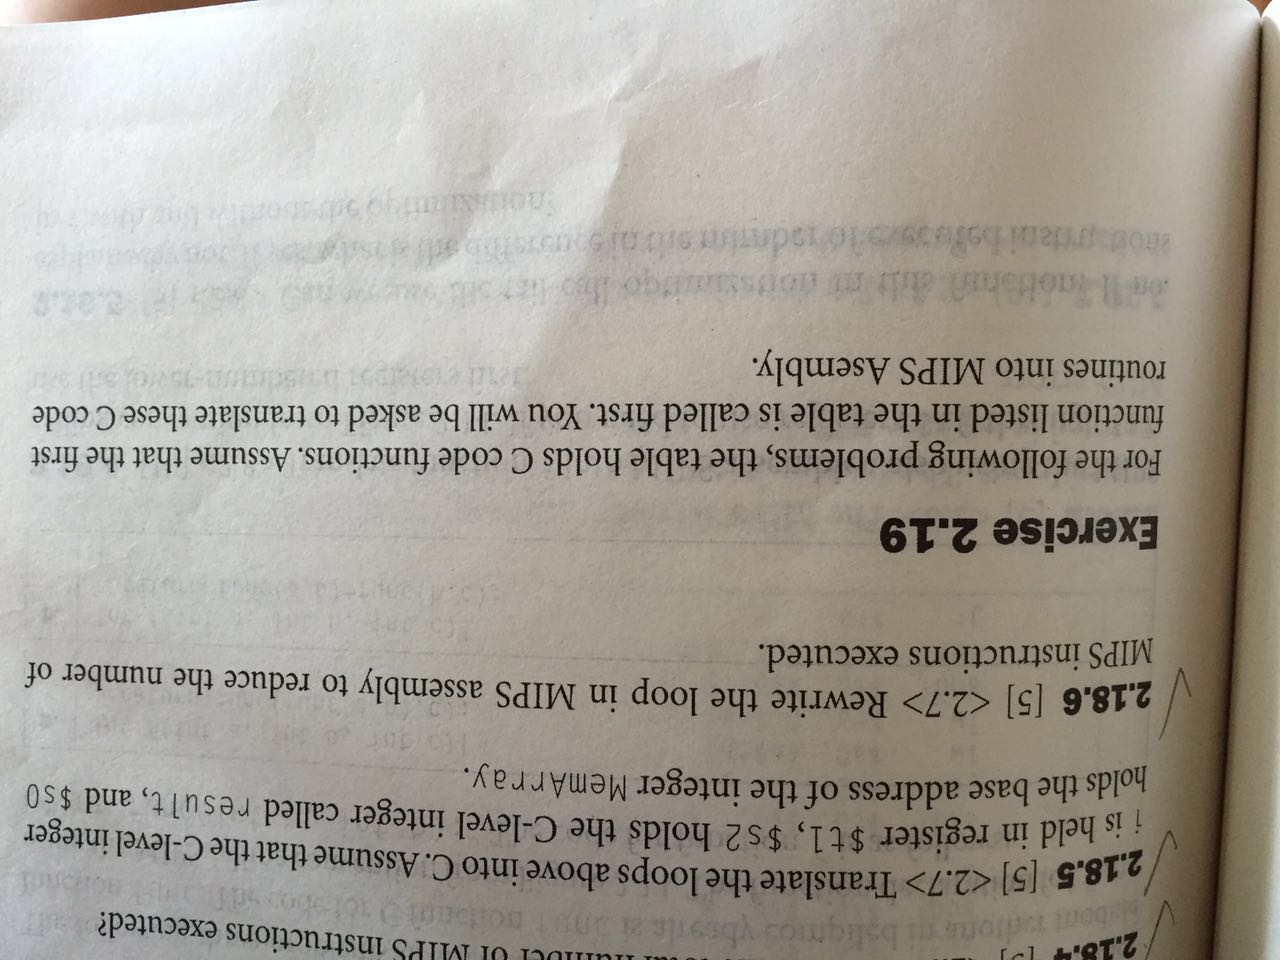 2.18.4 [5] number of MIPS instructions executed?
2.18.5 [5] <2.7> Translate the loops above into C. Assume that the C-level integer
i is held in register $t1, $s2 holds the C-level integer called result, and $s0
holds the base address of the integer MemArray.
2.18.6 [5] <2.7> Rewrite the loop in MIPS assembly to reduce the number of
MIPS instructions executed.
Exercise 2.19
For the following problems, the table holds C code functions. Assume that the first
function listed in the table is called first. You will be asked to translate these C code
routines into MIPS Asembly.